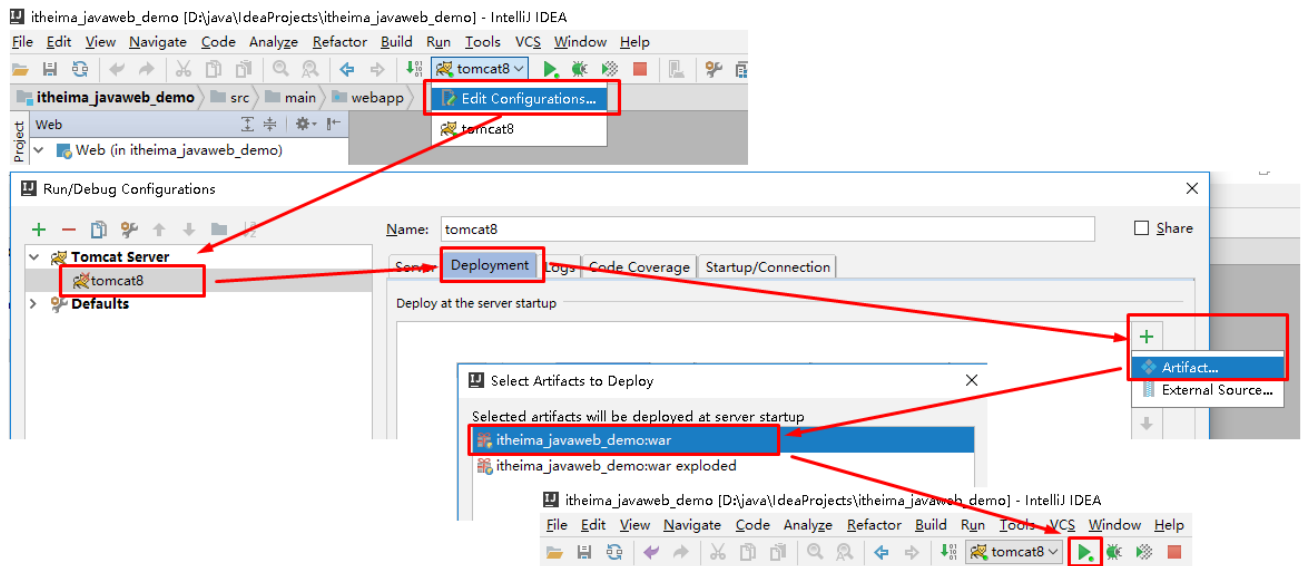 itheima_javaweb_demo [D:\java\IdeaProjects\itheima_javaweb_demo] - IntelliJ IDEA
File Edit View Navigate Code Analyze Refactor Build Run Tools VCS Window Help
tomcat8
itheima_javaweb_demo src main webapp
Edit Configurations...
Web
tomcat8
Project
Web (in itheima_javaweb_demo)
Run/Debug Configurations
Name: tomcat8
Share
Tomcat Server
tomcat8
Defaults
Server Deployment Logs Code Coverage Startup/Connection
Deploy at the server startup
Artifact...
External Source...
Select Artifacts to Deploy
Selected artifacts will be deployed at server startup
itheima_javaweb_demo:war
itheima_javaweb_demo:war exploded
itheima_javaweb_demo [D:\java\IdeaProjects\itheima_javaweb_demo] - IntelliJ IDEA
File Edit View Navigate Code Analyze Refactor Build Run Tools VCS Window Help
tomcat8